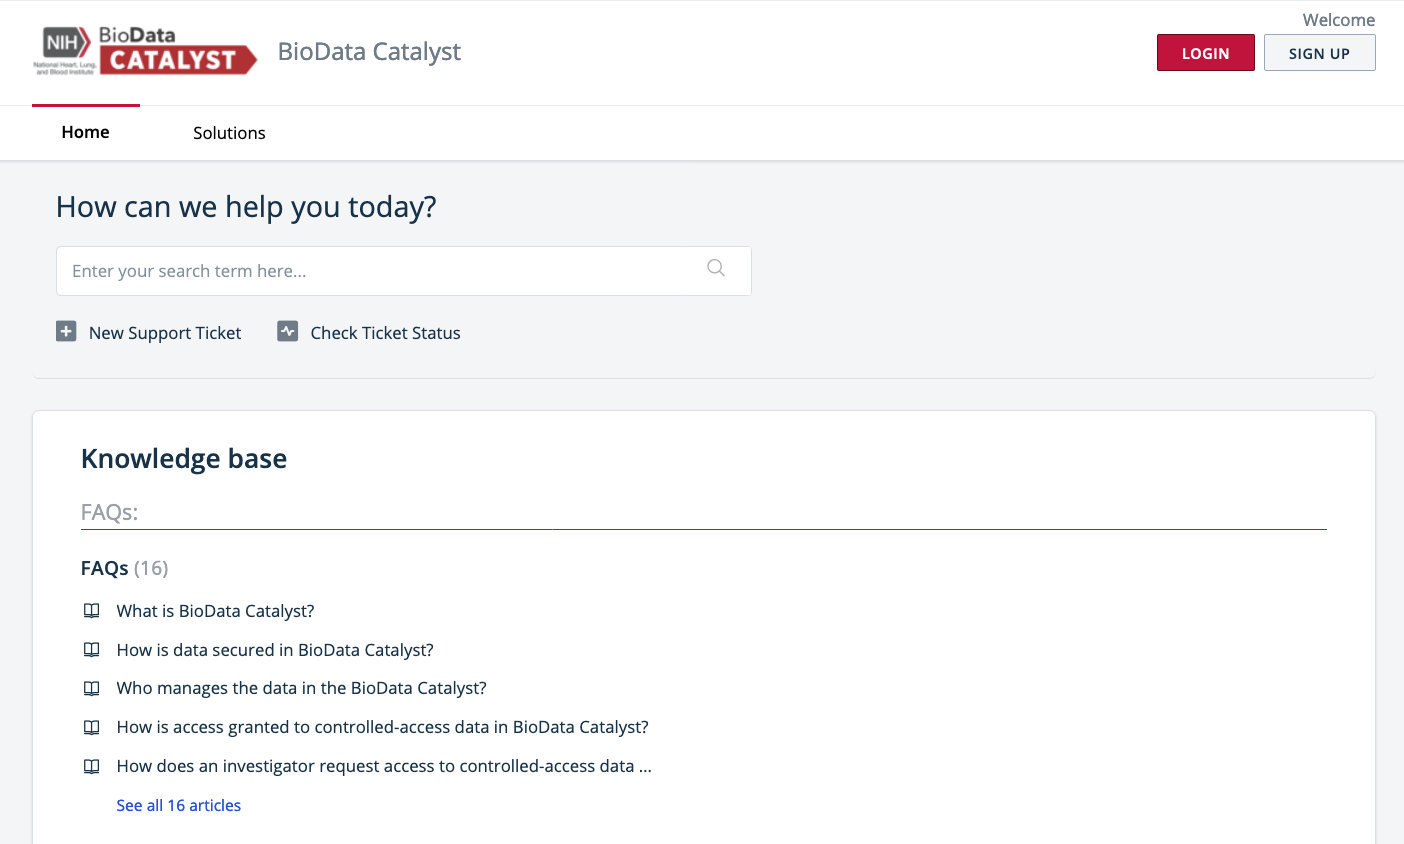 Welcome
NIH
BioData
CATALYST
National Heart, Lung,
and Blood Institute
BioData Catalyst
LOGIN
SIGN UP
Home
Solutions
How can we help you today?
Enter your search term here...
New Support Ticket
Check Ticket Status
Knowledge base
FAQs:
FAQs (16)
What is BioData Catalyst?
How is data secured in BioData Catalyst?
Who manages the data in the BioData Catalyst?
How is access granted to controlled-access data in BioData Catalyst?
How does an investigator request access to controlled-access data ...
See all 16 articles